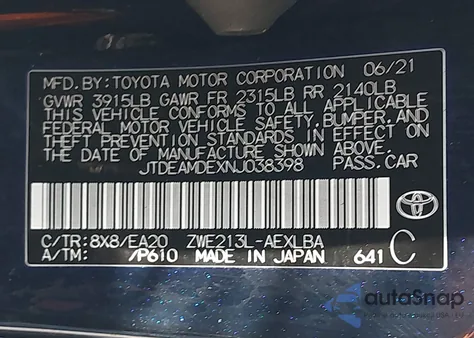 MFD.BY:TOYOTA MOTOR CORPORATION 06/21
GVWR 3915LB GAWR FR 2315LB RR 2140LB
THIS VEHICLE CONFORMS TO ALL APPLICABLE
FEDERAL MOTOR VEHICLE SAFETY,BUMPER,AND
THEFT PREVENTION STANDARDS IN EFFECT ON
THE DATE OF MANUFACTURE SHOWN ABOVE.
JTDEAMDEXNJ038398 PASS.CAR
C/TR:8X8/EA20 ZWE213L-AEXLBA
A/TM: /P610 MADE IN JAPAN 641 C
autoSnap